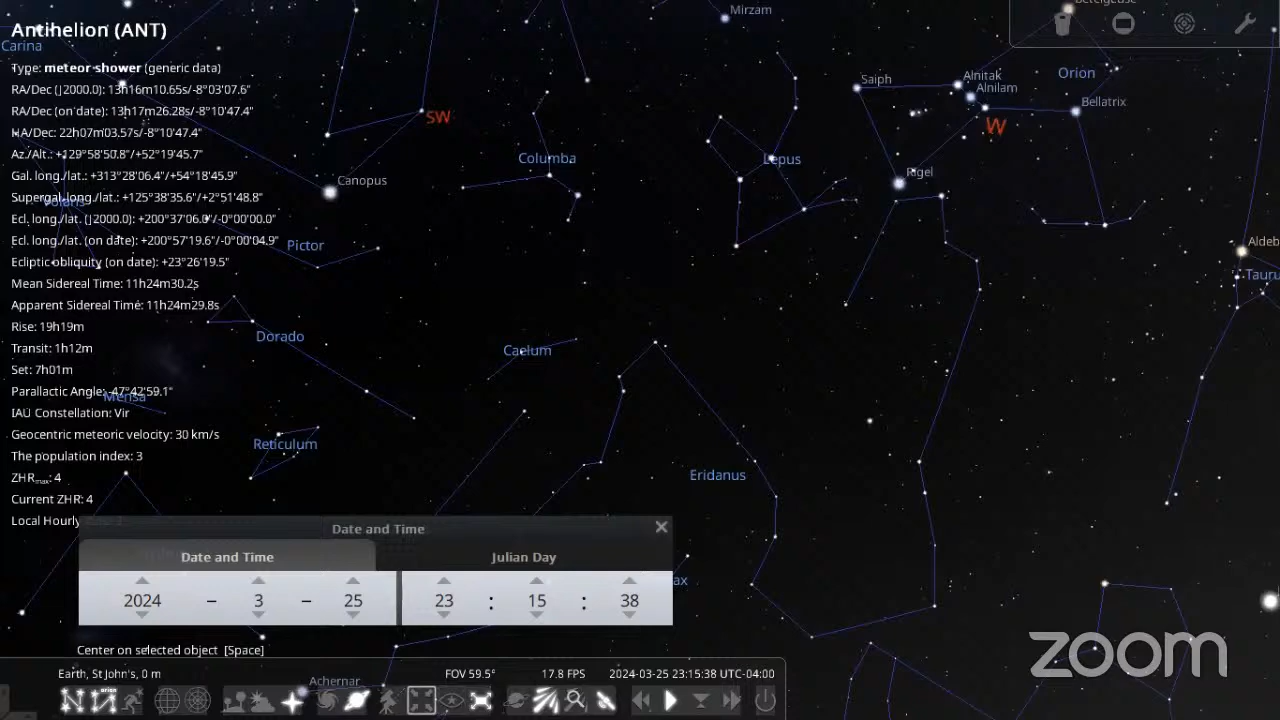 Antihelion (ANT)
Carina
Type: meteor shower (generic data)
RA/Dec (J2000.0): 13h16m10.65s/-8°03'07.6"
RA/Dec (on date): 13h17m26.28s/-8°10'47.4"
HA/Dec: 22h07m03.57s/-8°10'47.4"
Az./Alt.: +129°58'50.8"/+52°19'45.7"
Gal. long./lat.: +313°28'06.4"/+54°18'45.9"
Supergal. long./lat.: +125°38'35.6"/+2°51'48.8"
Ecl. long./lat. (J2000.0): +200°37'06.0"/-0°00'00.0"
Ecl. long./lat. (on date): +200°57'19.6"/-0°00'04.9"
Ecliptic obliquity (on date): +23°26'19.5"
Mean Sidereal Time: 11h24m30.2s
Apparent Sidereal Time: 11h24m29.8s
Rise: 19h19m
Transit: 1h12m
Set: 7h01m
Parallactic Angle: -47°42'59.1"
IAU Constellation: Vir
Geocentric meteoric velocity: 30 km/s
The population index: 3
ZHRmax: 4
Current ZHR: 4
Local Hourly
Mirzam
Betelgeuse
Saiph
Alnitak
Alnilam
Orion
Bellatrix
SW
W
Columba
Lepus
Canopus
Rigel
Pictor
Aldeb
Tauru
Dorado
Caelum
Mensa
Reticulum
Eridanus
ax
Date and Time
Date and Time
Julian Day
2024 – 3 – 25 23 : 15 : 38
Center on selected object [Space]
Earth, St John's, 0 m FOV 59.5° 17.8 FPS 2024-03-25 23:15:38 UTC-04:00
Achernar
orion
zoom